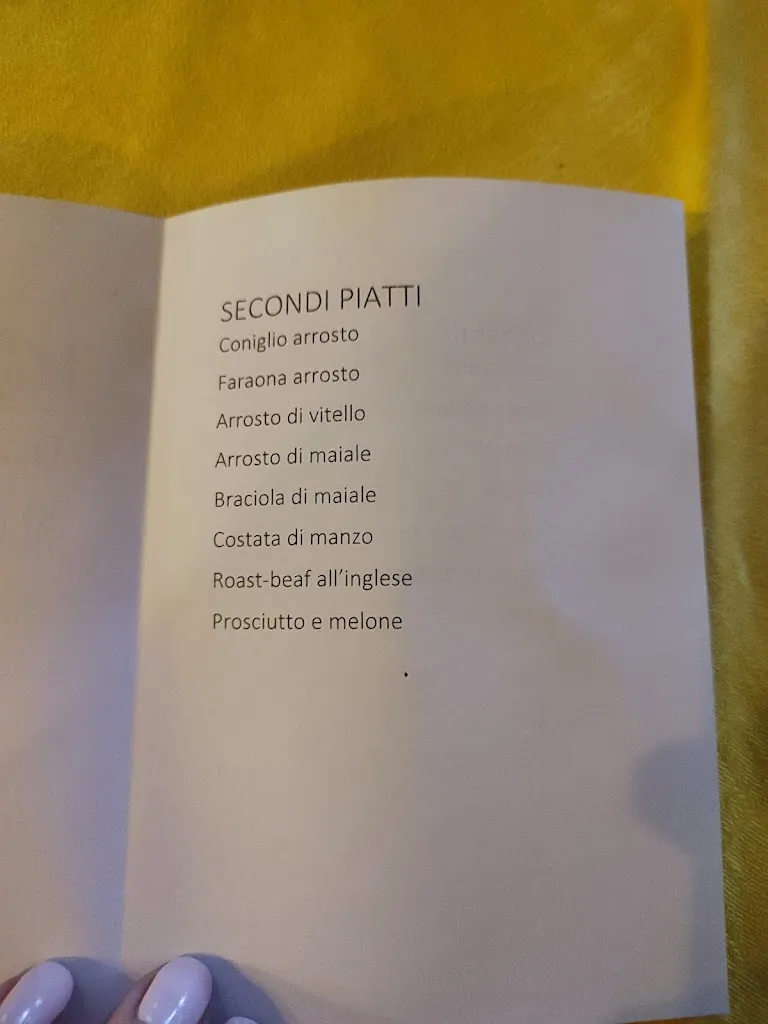 SECONDI PIATTI
Coniglio arrosto
Faraona arrosto
Arrosto di vitello
Arrosto di maiale
Braciola di maiale
Costata di manzo
Roast-beaf all'inglese
Prosciutto e melone